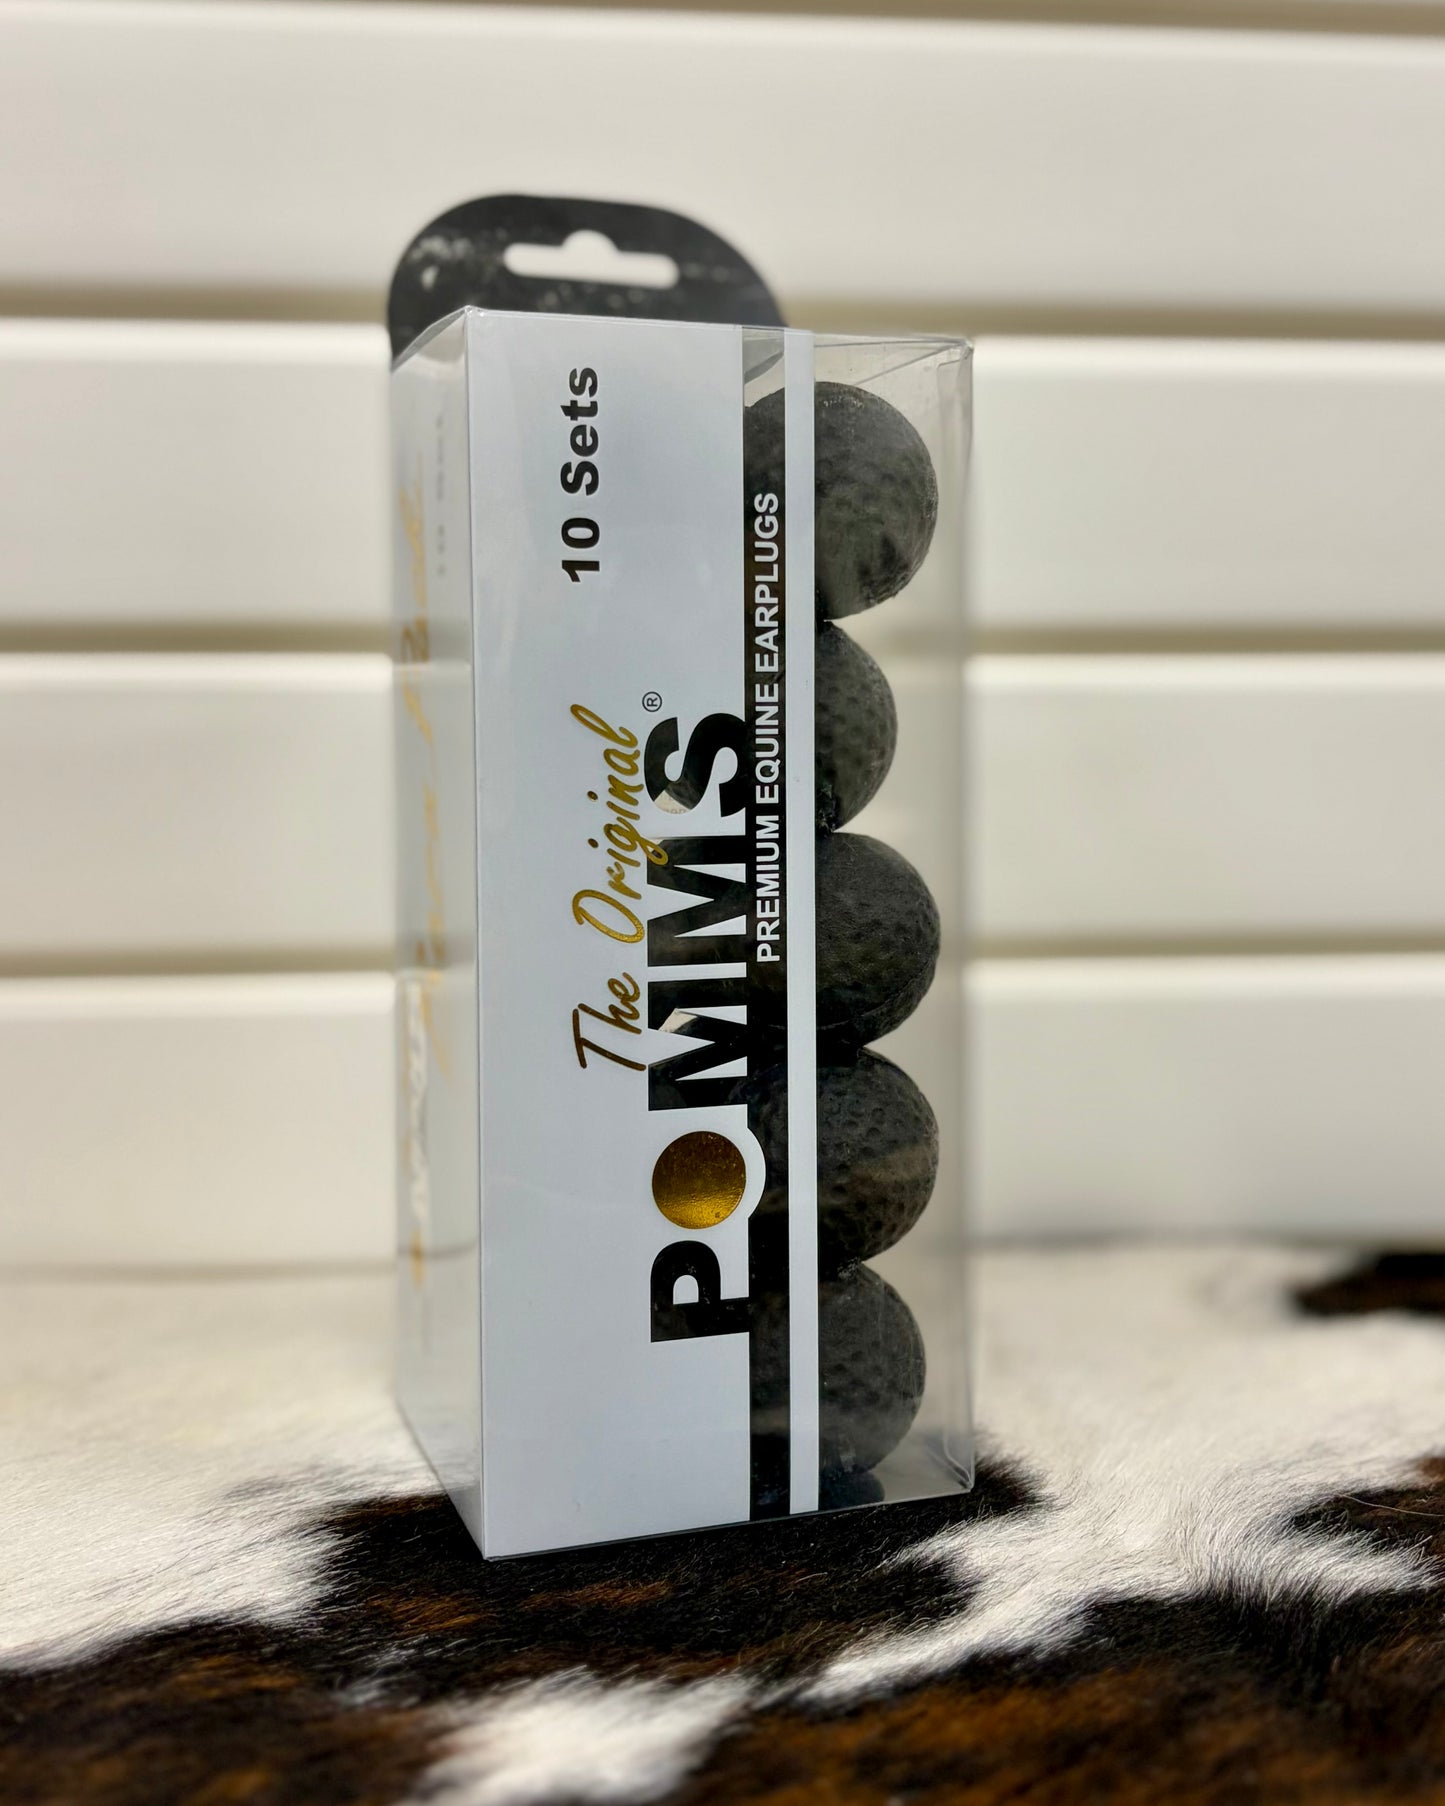 10 Sets
The Original
POMMS®
PREMIUM EQUINE EARPLUGS